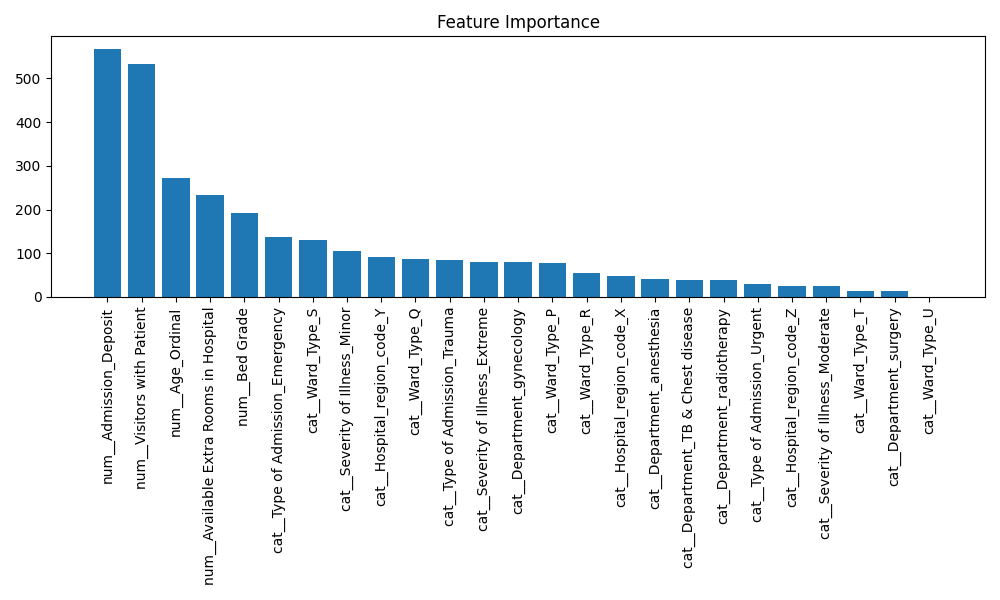 Feature Importance
500
400
300
200
100
0
num__Admission_Deposit
num__Visitors with Patient
num__Age_Ordinal
num__Available Extra Rooms in Hospital
num__Bed Grade
cat__Type of Admission_Emergency
cat__Ward_Type_S
cat__Severity of Illness_Minor
cat__Hospital_region_code_Y
cat__Ward_Type_Q
cat__Type of Admission_Trauma
cat__Severity of Illness_Extreme
cat__Department_gynecology
cat__Ward_Type_P
cat__Ward_Type_R
cat__Hospital_region_code_X
cat__Department_anesthesia
cat__Department_TB & Chest disease
cat__Department_radiotherapy
cat__Type of Admission_Urgent
cat__Hospital_region_code_Z
cat__Severity of Illness_Moderate
cat__Ward_Type_T
cat__Department_surgery
cat__Ward_Type_U